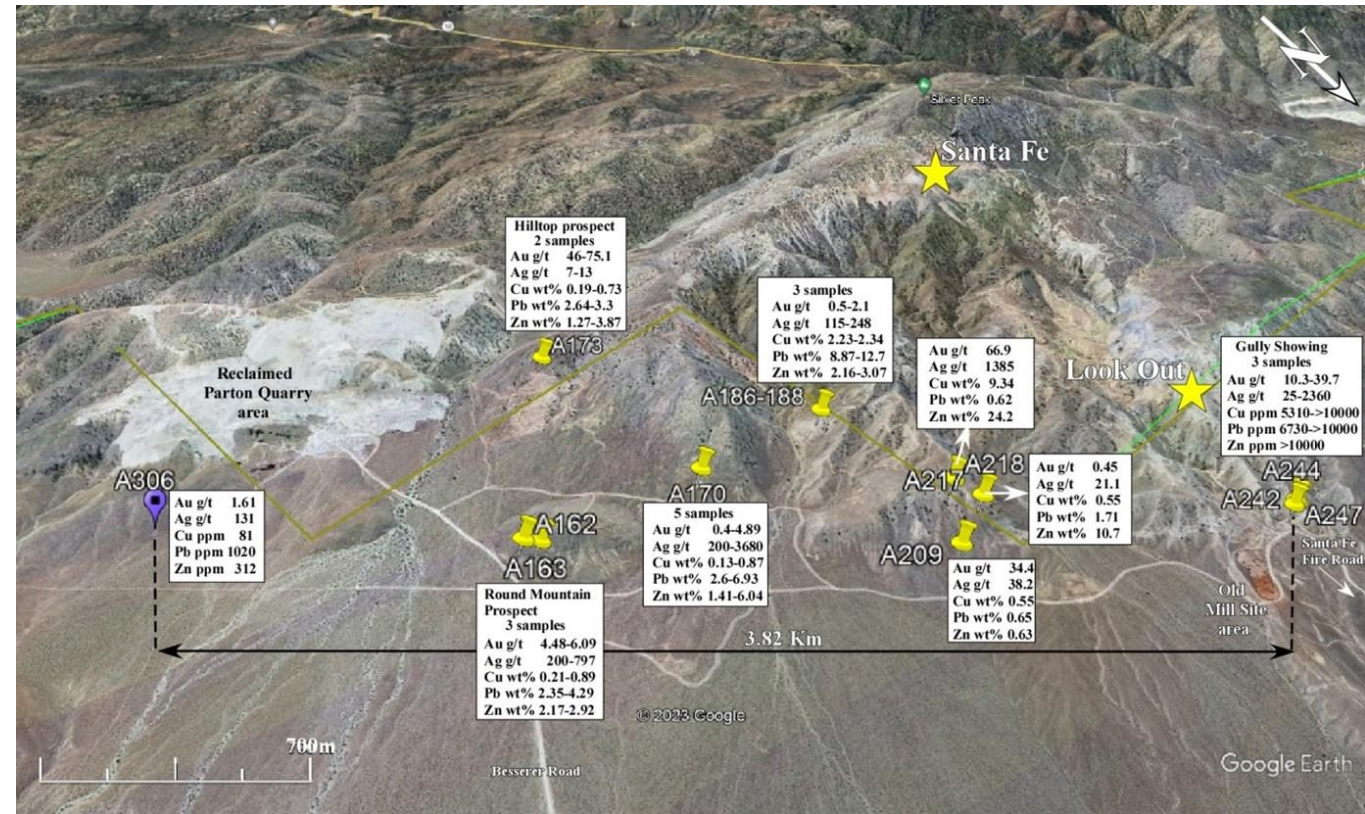 N
Silver Peak
Santa Fe
Hilltop prospect
2 samples
Au g/t 46-75.1
Ag g/t 7-13
Cu wt% 0.19-0.73
Pb wt% 2.64-3.3
Zn wt% 1.27-3.87
A173
3 samples
Au g/t 0.5-2.1
Ag g/t 115-248
Cu wt% 2.23-2.34
Pb wt% 8.87-12.7
Zn wt% 2.16-3.07
A186-188
Au g/t 66.9
Ag g/t 1385
Cu wt% 9.34
Pb wt% 0.62
Zn wt% 24.2
Look Out
Gully Showing
3 samples
Au g/t 10.3-39.7
Ag g/t 25-2360
Cu ppm 5310->10000
Pb ppm 6730->10000
Zn ppm >10000
Reclaimed
Parton Quarry
area
A306
Au g/t 1.61
Ag g/t 131
Cu ppm 81
Pb ppm 1020
Zn ppm 312
A162
A163
A170
5 samples
Au g/t 0.4-4.89
Ag g/t 200-3680
Cu wt% 0.13-0.87
Pb wt% 2.6-6.93
Zn wt% 1.41-6.04
A217
A218
Au g/t 0.45
Ag g/t 21.1
Cu wt% 0.55
Pb wt% 1.71
Zn wt% 10.7
A244
A242
A247
A209
Au g/t 34.4
Ag g/t 38.2
Cu wt% 0.55
Pb wt% 0.65
Zn wt% 0.63
Santa Fe
Fire Road
Old
Mill Site
area
Round Mountain
Prospect
3 samples
Au g/t 4.48-6.09
Ag g/t 200-797
Cu wt% 0.21-0.89
Pb wt% 2.35-4.29
Zn wt% 2.17-2.92
3.82 Km
© 2023 Google
700m
Besserer Road
Google Earth